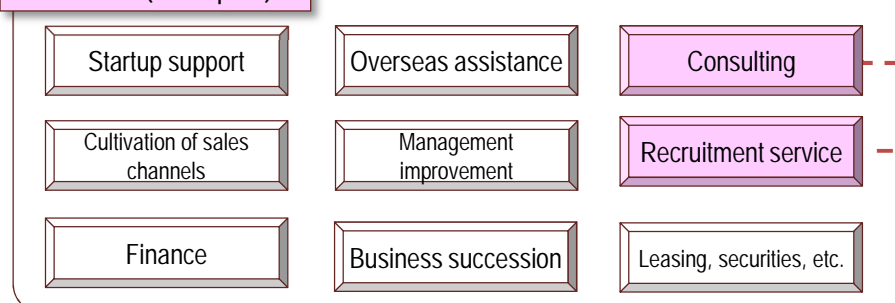 Startup support
Overseas assistance
Consulting
Cultivation of sales
channels
Management
improvement
Recruitment service
Finance
Business succession
Leasing, securities, etc.